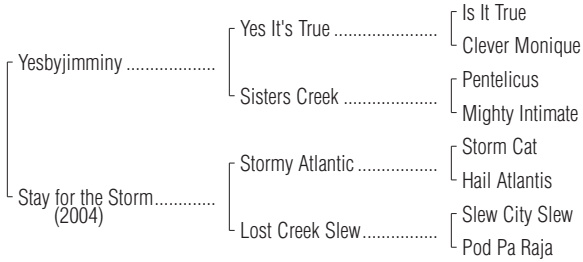 Is It True
Yes It's True ....................
Clever Monique
Yesbyjimminy .................
Pentelicus
Sisters Creek ..................
Mighty Intimate
Storm Cat
Stormy Atlantic ...............
Hail Atlantis
Stay for the Storm............
(2004)
Slew City Slew
Lost Creek Slew...............
Pod Pa Raja